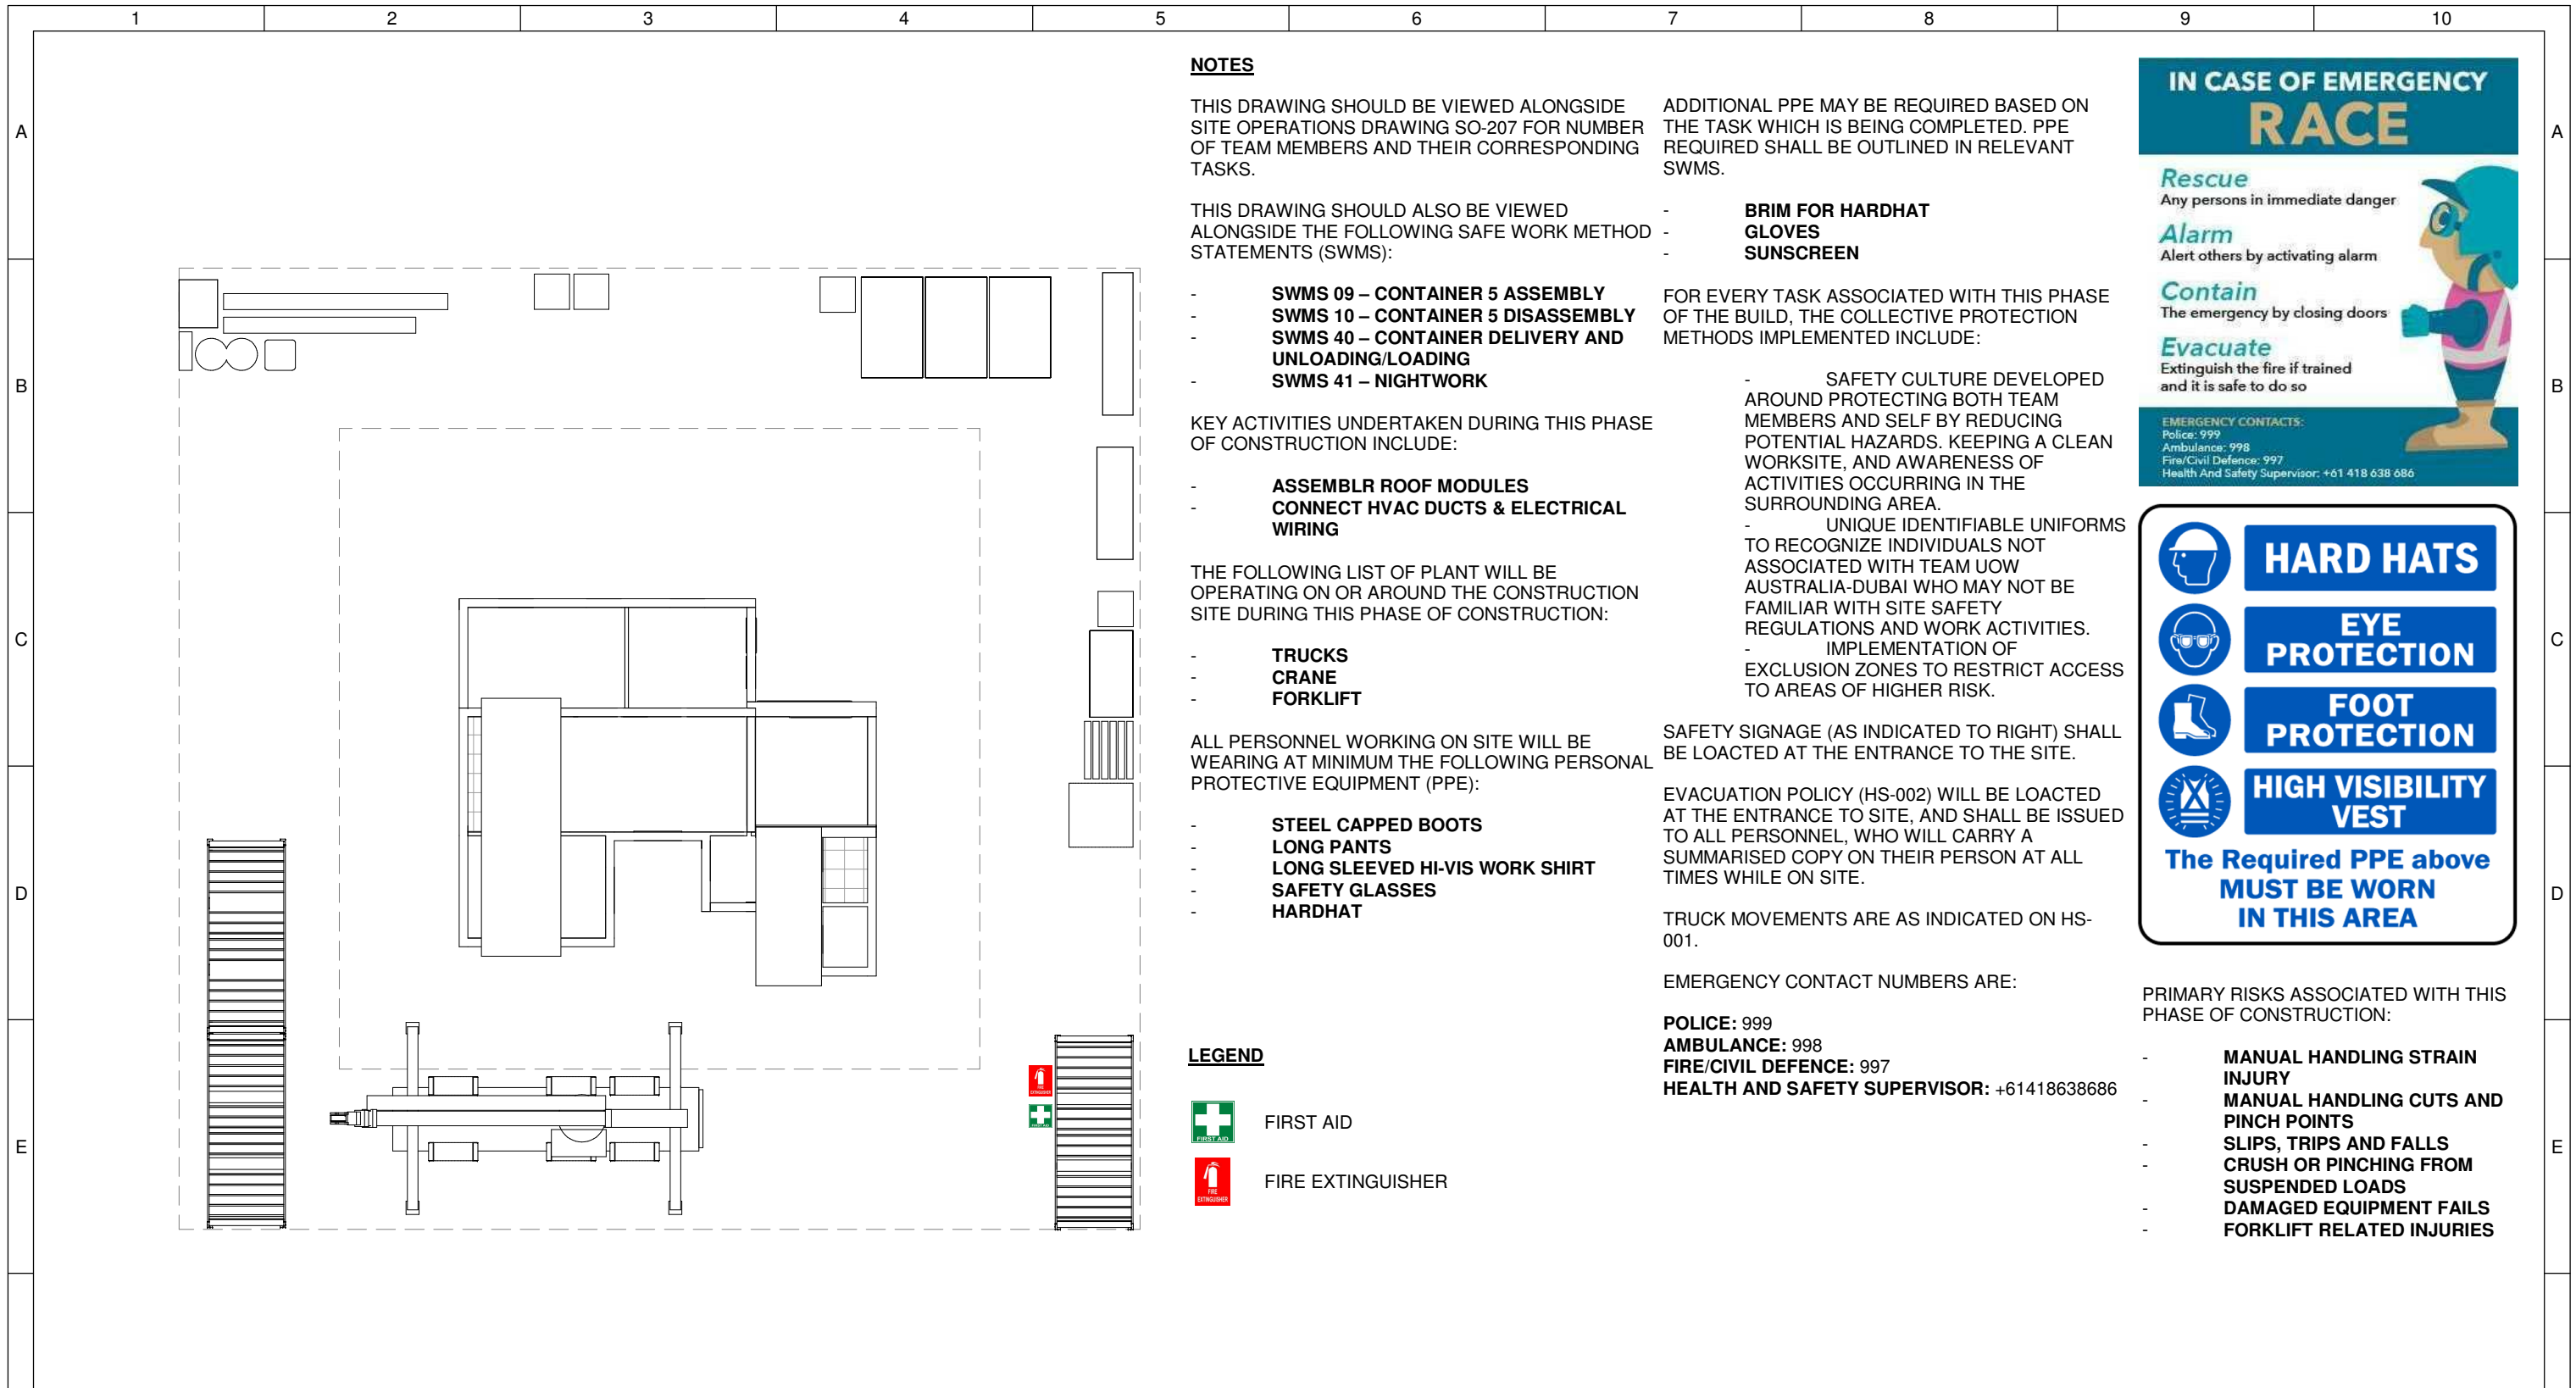 1 2 3 4 5 6 7 8 9 10
A
B
C
D
E
NOTES
THIS DRAWING SHOULD BE VIEWED ALONGSIDE
SITE OPERATIONS DRAWING SO-207 FOR NUMBER
OF TEAM MEMBERS AND THEIR CORRESPONDING
TASKS.
THIS DRAWING SHOULD ALSO BE VIEWED
ALONGSIDE THE FOLLOWING SAFE WORK METHOD
STATEMENTS (SWMS):
- SWMS 09 – CONTAINER 5 ASSEMBLY
- SWMS 10 – CONTAINER 5 DISASSEMBLY
- SWMS 40 – CONTAINER DELIVERY AND
UNLOADING/LOADING
- SWMS 41 – NIGHTWORK
KEY ACTIVITIES UNDERTAKEN DURING THIS PHASE
OF CONSTRUCTION INCLUDE:
- ASSEMBLR ROOF MODULES
- CONNECT HVAC DUCTS & ELECTRICAL
WIRING
THE FOLLOWING LIST OF PLANT WILL BE
OPERATING ON OR AROUND THE CONSTRUCTION
SITE DURING THIS PHASE OF CONSTRUCTION:
- TRUCKS
- CRANE
- FORKLIFT
ALL PERSONNEL WORKING ON SITE WILL BE
WEARING AT MINIMUM THE FOLLOWING PERSONAL
PROTECTIVE EQUIPMENT (PPE):
- STEEL CAPPED BOOTS
- LONG PANTS
- LONG SLEEVED HI-VIS WORK SHIRT
- SAFETY GLASSES
- HARDHAT
LEGEND
FIRST AID
FIRST AID
FIRE
EXTINGUISHER
FIRE EXTINGUISHER
ADDITIONAL PPE MAY BE REQUIRED BASED ON
THE TASK WHICH IS BEING COMPLETED. PPE
REQUIRED SHALL BE OUTLINED IN RELEVANT
SWMS.
- BRIM FOR HARDHAT
- GLOVES
- SUNSCREEN
FOR EVERY TASK ASSOCIATED WITH THIS PHASE
OF THE BUILD, THE COLLECTIVE PROTECTION
METHODS IMPLEMENTED INCLUDE:
- SAFETY CULTURE DEVELOPED
AROUND PROTECTING BOTH TEAM
MEMBERS AND SELF BY REDUCING
POTENTIAL HAZARDS. KEEPING A CLEAN
WORKSITE, AND AWARENESS OF
ACTIVITIES OCCURRING IN THE
SURROUNDING AREA.
- UNIQUE IDENTIFIABLE UNIFORMS
TO RECOGNIZE INDIVIDUALS NOT
ASSOCIATED WITH TEAM UOW
AUSTRALIA-DUBAI WHO MAY NOT BE
FAMILIAR WITH SITE SAFETY
REGULATIONS AND WORK ACTIVITIES.
- IMPLEMENTATION OF
EXCLUSION ZONES TO RESTRICT ACCESS
TO AREAS OF HIGHER RISK.
SAFETY SIGNAGE (AS INDICATED TO RIGHT) SHALL
BE LOACTED AT THE ENTRANCE TO THE SITE.
EVACUATION POLICY (HS-002) WILL BE LOACTED
AT THE ENTRANCE TO SITE, AND SHALL BE ISSUED
TO ALL PERSONNEL, WHO WILL CARRY A
SUMMARISED COPY ON THEIR PERSON AT ALL
TIMES WHILE ON SITE.
TRUCK MOVEMENTS ARE AS INDICATED ON HS-
001.
EMERGENCY CONTACT NUMBERS ARE:
POLICE: 999
AMBULANCE: 998
FIRE/CIVIL DEFENCE: 997
HEALTH AND SAFETY SUPERVISOR: +61418638686
IN CASE OF EMERGENCY
RACE
Rescue
Any persons in immediate danger
Alarm
Alert others by activating alarm
Contain
The emergency by closing doors
Evacuate
Extinguish the fire if trained
and it is safe to do so
EMERGENCY CONTACTS:
Police: 999
Ambulance: 998
Fire/Civil Defence: 997
Health And Safety Supervisor: +61 418 638 686
HARD HATS
EYE
PROTECTION
FOOT
PROTECTION
HIGH VISIBILITY
VEST
The Required PPE above
MUST BE WORN
IN THIS AREA
PRIMARY RISKS ASSOCIATED WITH THIS
PHASE OF CONSTRUCTION:
- MANUAL HANDLING STRAIN
INJURY
- MANUAL HANDLING CUTS AND
PINCH POINTS
- SLIPS, TRIPS AND FALLS
- CRUSH OR PINCHING FROM
SUSPENDED LOADS
- DAMAGED EQUIPMENT FAILS
- FORKLIFT RELATED INJURIES
A
B
C
D
E